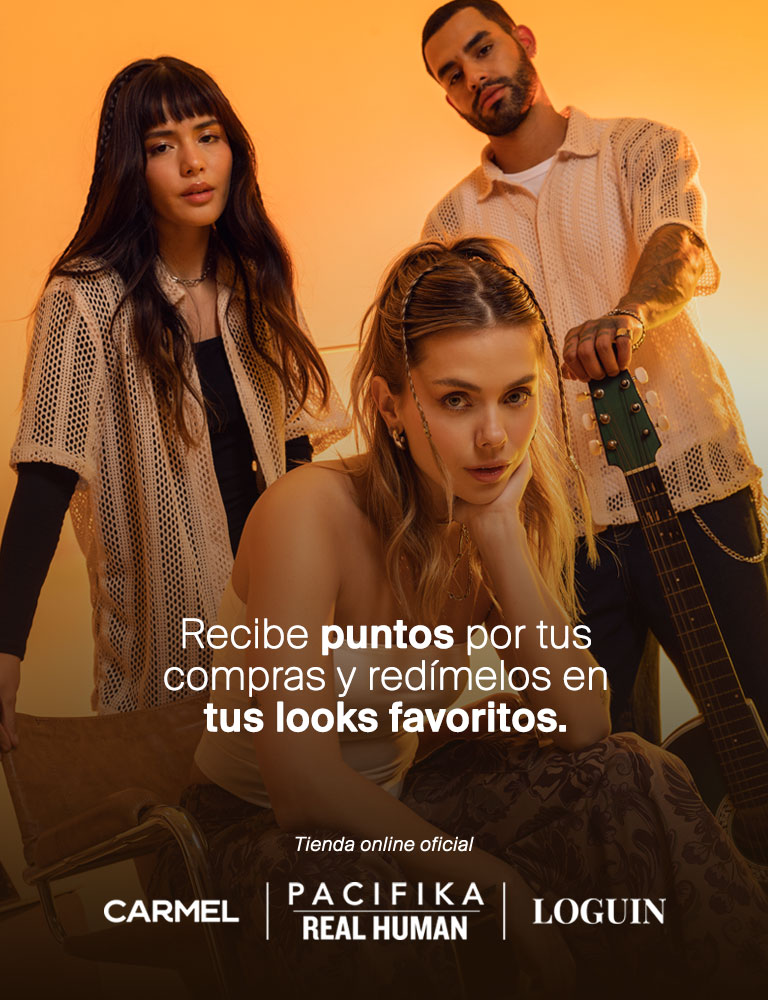 Recibe puntos por tus
compras y redímelos en
tus looks favoritos.
Tienda online oficial
CARMEL
PACIFIKA
REAL HUMAN
LOGUIN